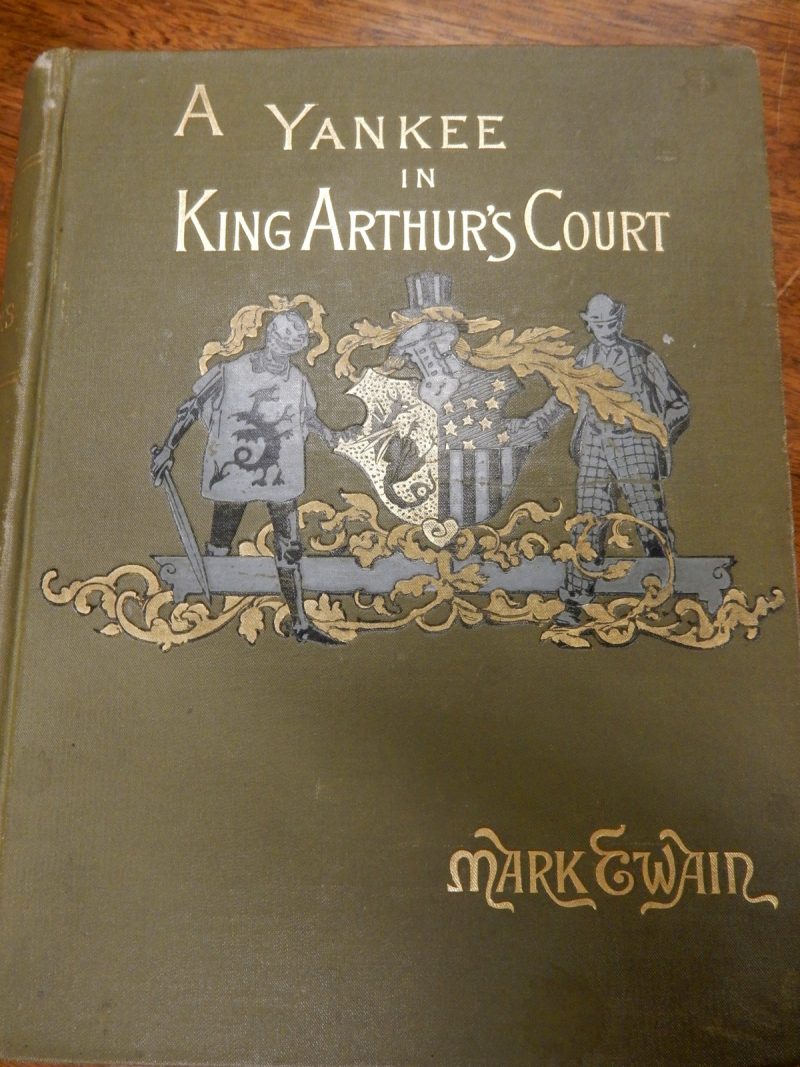 A YANKEE
IN
KING ARTHUR'S COURT
MARK TWAIN